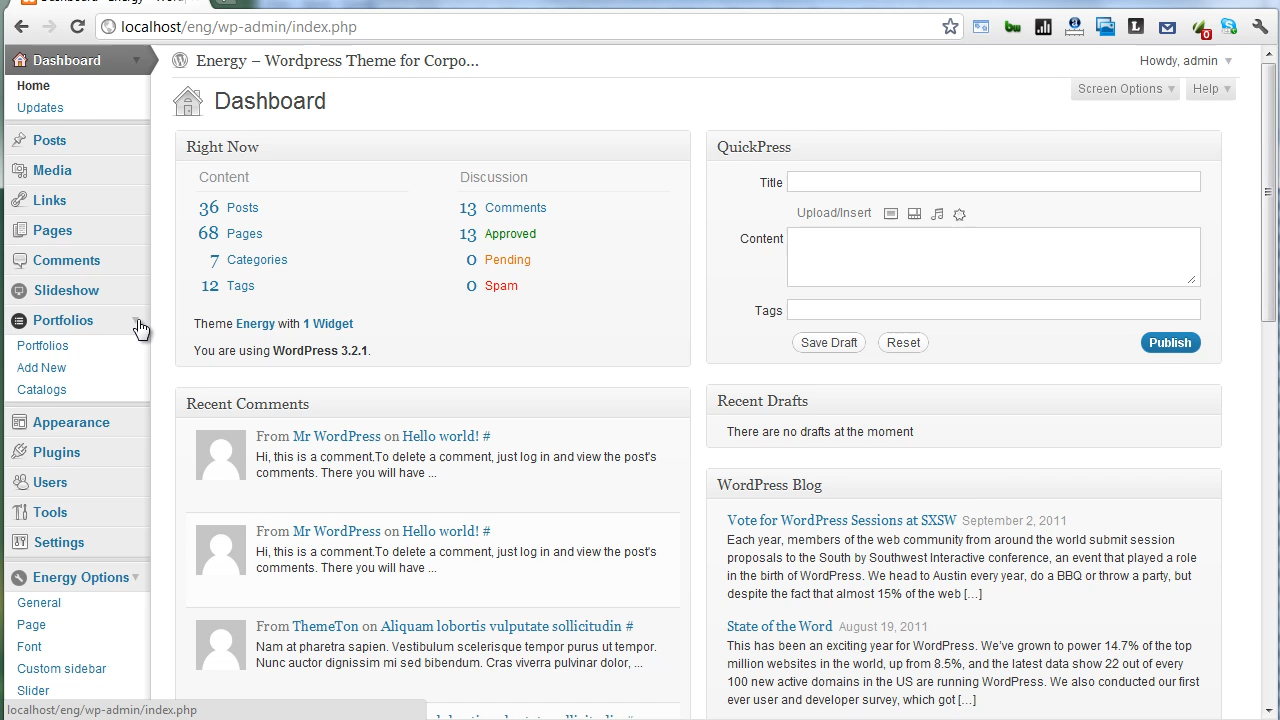 localhost/eng/wp-admin/index.php
0
Dashboard
Home
Updates
Posts
Media
Links
Pages
Comments
Slideshow
Portfolios
Portfolios
Add New
Catalogs
Appearance
Plugins
Users
Tools
Settings
Energy Options
General
Page
Font
Custom sidebar
Slider
Energy – Wordpress Theme for Corpo...
Howdy, admin
Screen Options
Help
Dashboard
Right Now
Content
Discussion
36 Posts
13 Comments
68 Pages
13 Approved
7 Categories
0 Pending
12 Tags
0 Spam
Theme Energy with 1 Widget
You are using WordPress 3.2.1.
Recent Comments
From Mr WordPress on Hello world! #
Hi, this is a comment.To delete a comment, just log in and view the post's
comments. There you will have ...
From Mr WordPress on Hello world! #
Hi, this is a comment.To delete a comment, just log in and view the post's
comments. There you will have ...
From ThemeTon on Aliquam lobortis vulputate sollicitudin #
Nam at pharetra sapien. Vestibulum scelerisque tempor purus ut tempor.
Nunc auctor dignissim mi sed bibendum. Cras viverra pulvinar dolor, ...
QuickPress
Title
Upload/Insert
Content
Tags
Save Draft
Reset
Publish
Recent Drafts
There are no drafts at the moment
WordPress Blog
Vote for WordPress Sessions at SXSW September 2, 2011
Each year, members of the web community from around the world submit session
proposals to the South by Southwest Interactive conference, an event that played a role
in the birth of WordPress. We head to Austin every year, do a BBQ or throw a party, but
despite the fact that almost 15% of the web […]
State of the Word August 19, 2011
This has been an exciting year for WordPress. We've grown to power 14.7% of the top
million websites in the world, up from 8.5%, and the latest data show 22 out of every
100 new active domains in the US are running WordPress. We also conducted our first
ever user and developer survey, which got […]
localhost/eng/wp-admin/index.php